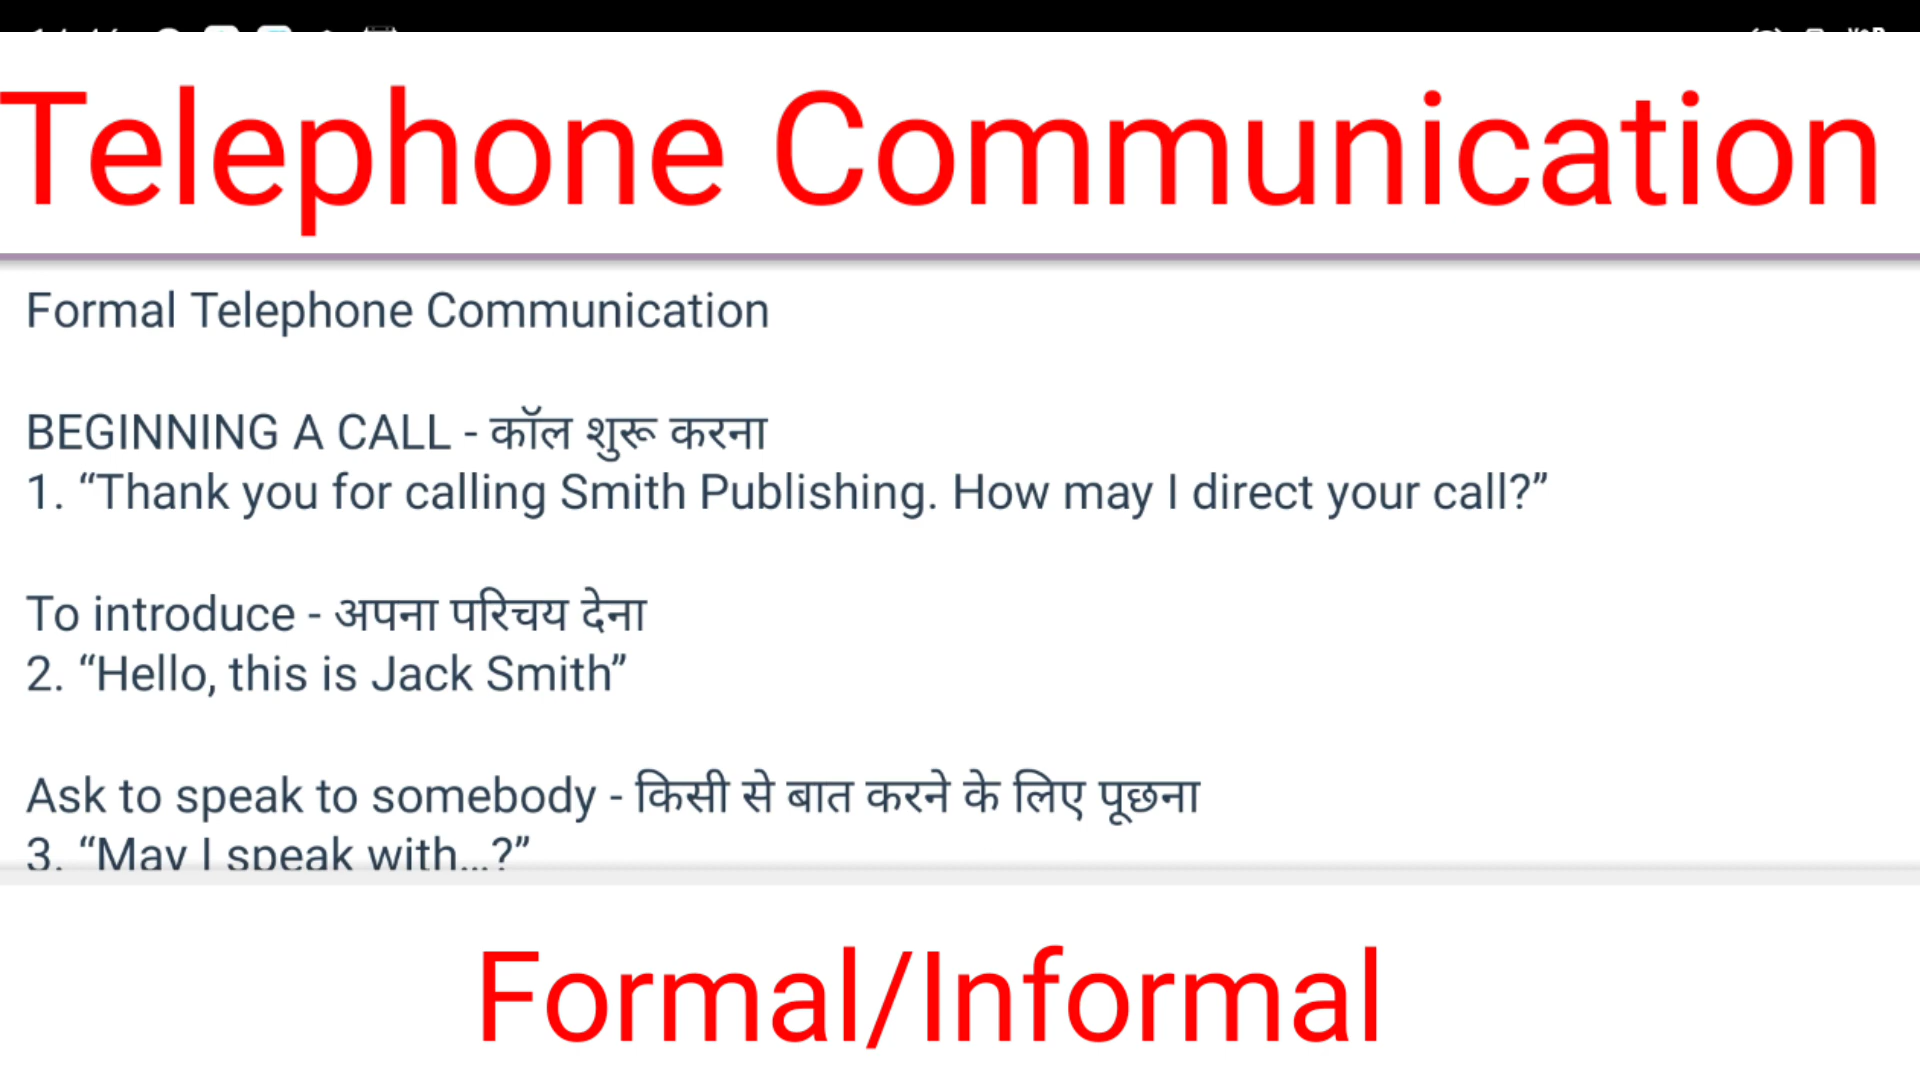 Telephone Communication
Formal Telephone Communication
BEGINNING A CALL - कॉल शुरू करना
1. “Thank you for calling Smith Publishing. How may I direct your call?”
To introduce - अपना परिचय देना
2. “Hello, this is Jack Smith”
Ask to speak to somebody - किसी से बात करने के लिए पूछना
3. “May I speak with...?”
Formal/Informal